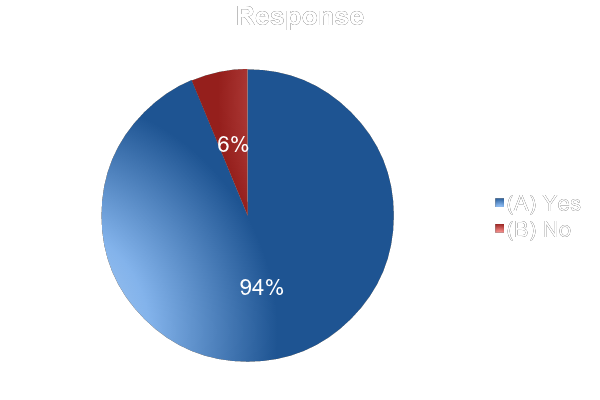 Response
6%
94%
(A) Yes
(B) No